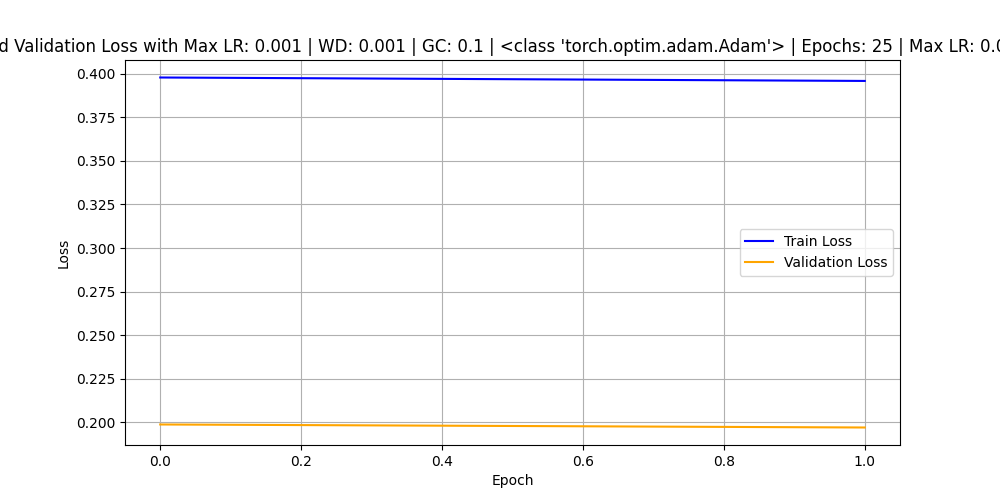 d Validation Loss with Max LR: 0.001 | WD: 0.001 | GC: 0.1 | <class 'torch.optim.adam.Adam'> | Epochs: 25 | Max LR: 0.0
0.400
0.375
0.350
0.325
0.300
0.275
0.250
0.225
0.200
Loss
Train Loss
Validation Loss
0.0 0.2 0.4 0.6 0.8 1.0
Epoch